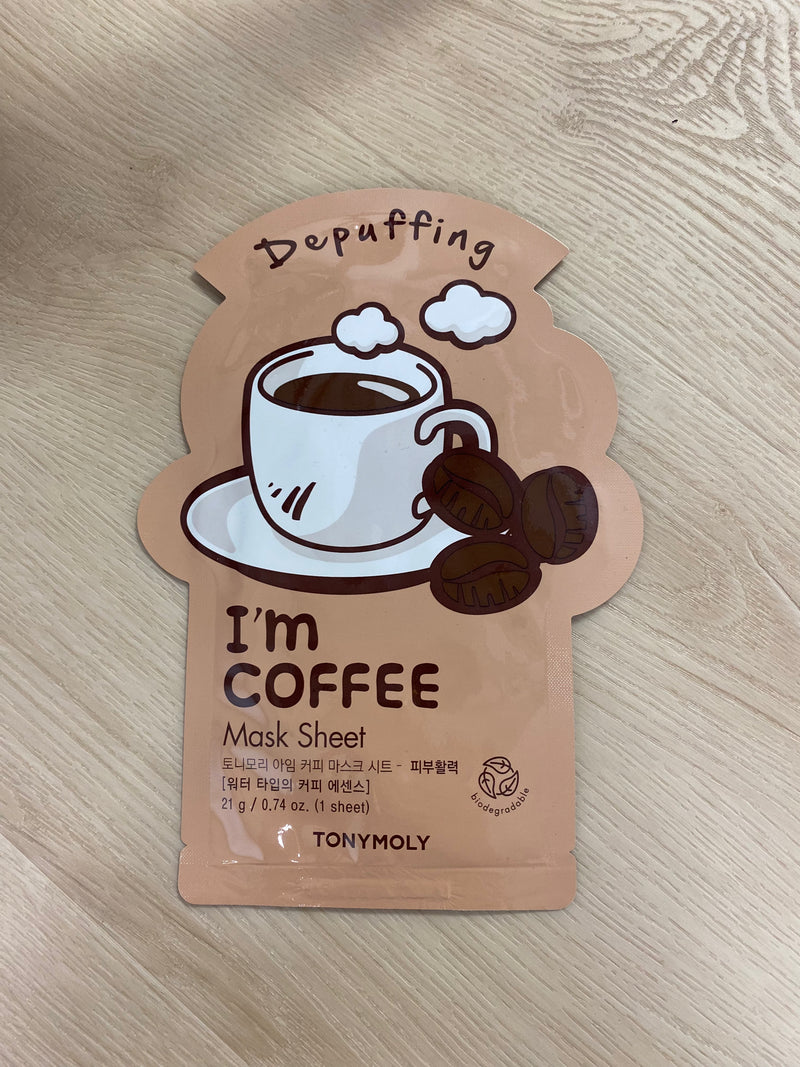 Depuffing
I'm
COFFEE
Mask Sheet
토니모리 아임 커피 마스크 시트 - 피부활력
[워터 타입의 커피 에센스]
21 g / 0.74 oz. (1 sheet)
biodegradable
TONYMOLY